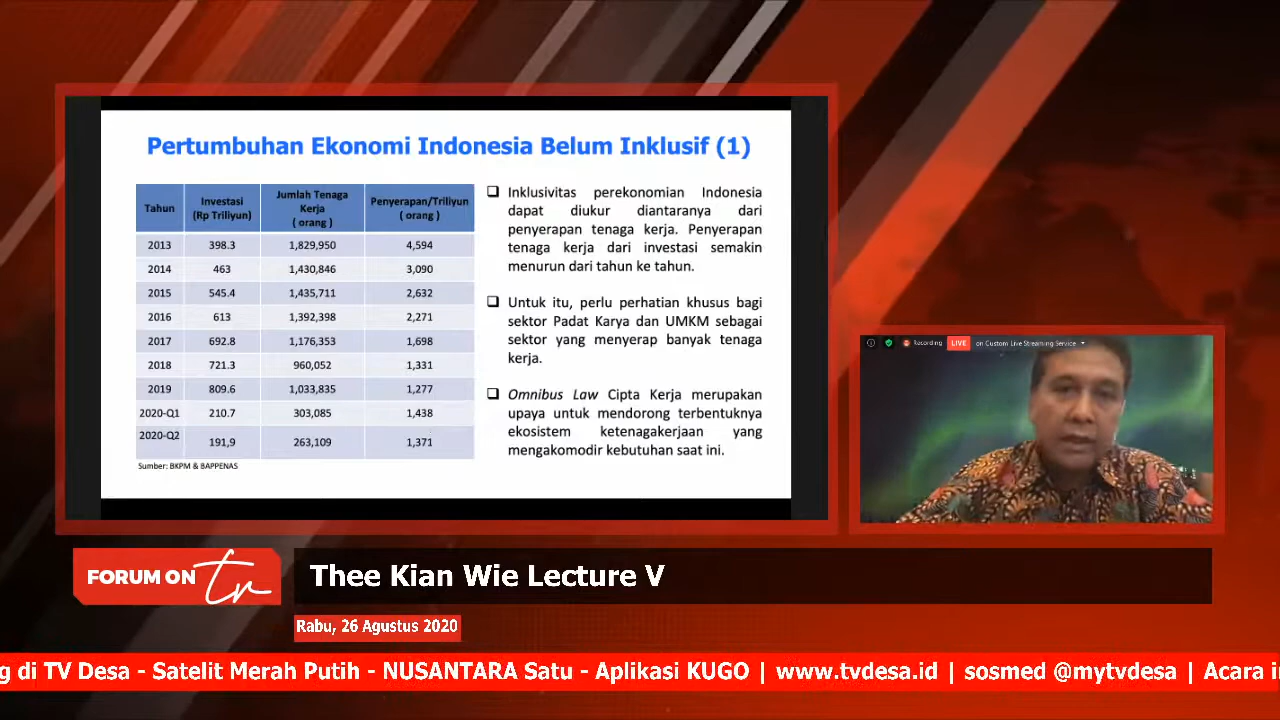 Pertumbuhan Ekonomi Indonesia Belum Inklusif (1)
Tahun Investasi (Rp Triliyun) Jumlah Tenaga Kerja ( orang ) Penyerapan/Triliyun ( orang )
2013 398.3 1,829,950 4,594
2014 463 1,430,846 3,090
2015 545.4 1,435,711 2,632
2016 613 1,392,398 2,271
2017 692.8 1,176,353 1,698
2018 721.3 960,052 1,331
2019 809.6 1,033,835 1,277
2020-Q1 210.7 303,085 1,438
2020-Q2 191,9 263,109 1,371
Sumber: BKPM & BAPPENAS
Inklusivitas perekonomian Indonesia
dapat diukur diantaranya dari
penyerapan tenaga kerja. Penyerapan
tenaga kerja dari investasi semakin
menurun dari tahun ke tahun.
Untuk itu, perlu perhatian khusus bagi
sektor Padat Karya dan UMKM sebagai
sektor yang menyerap banyak tenaga
kerja.
Omnibus Law Cipta Kerja merupakan
upaya untuk mendorong terbentuknya
ekosistem ketenagakerjaan yang
mengakomodir kebutuhan saat ini.
Recording LIVE on Custom Live Streaming Service
FORUM ON tr
Thee Kian Wie Lecture V
Rabu, 26 Agustus 2020
g di TV Desa - Satelit Merah Putih - NUSANTARA Satu - Aplikasi KUGO | www.tvdesa.id | sosmed @mytvdesa | Acara in